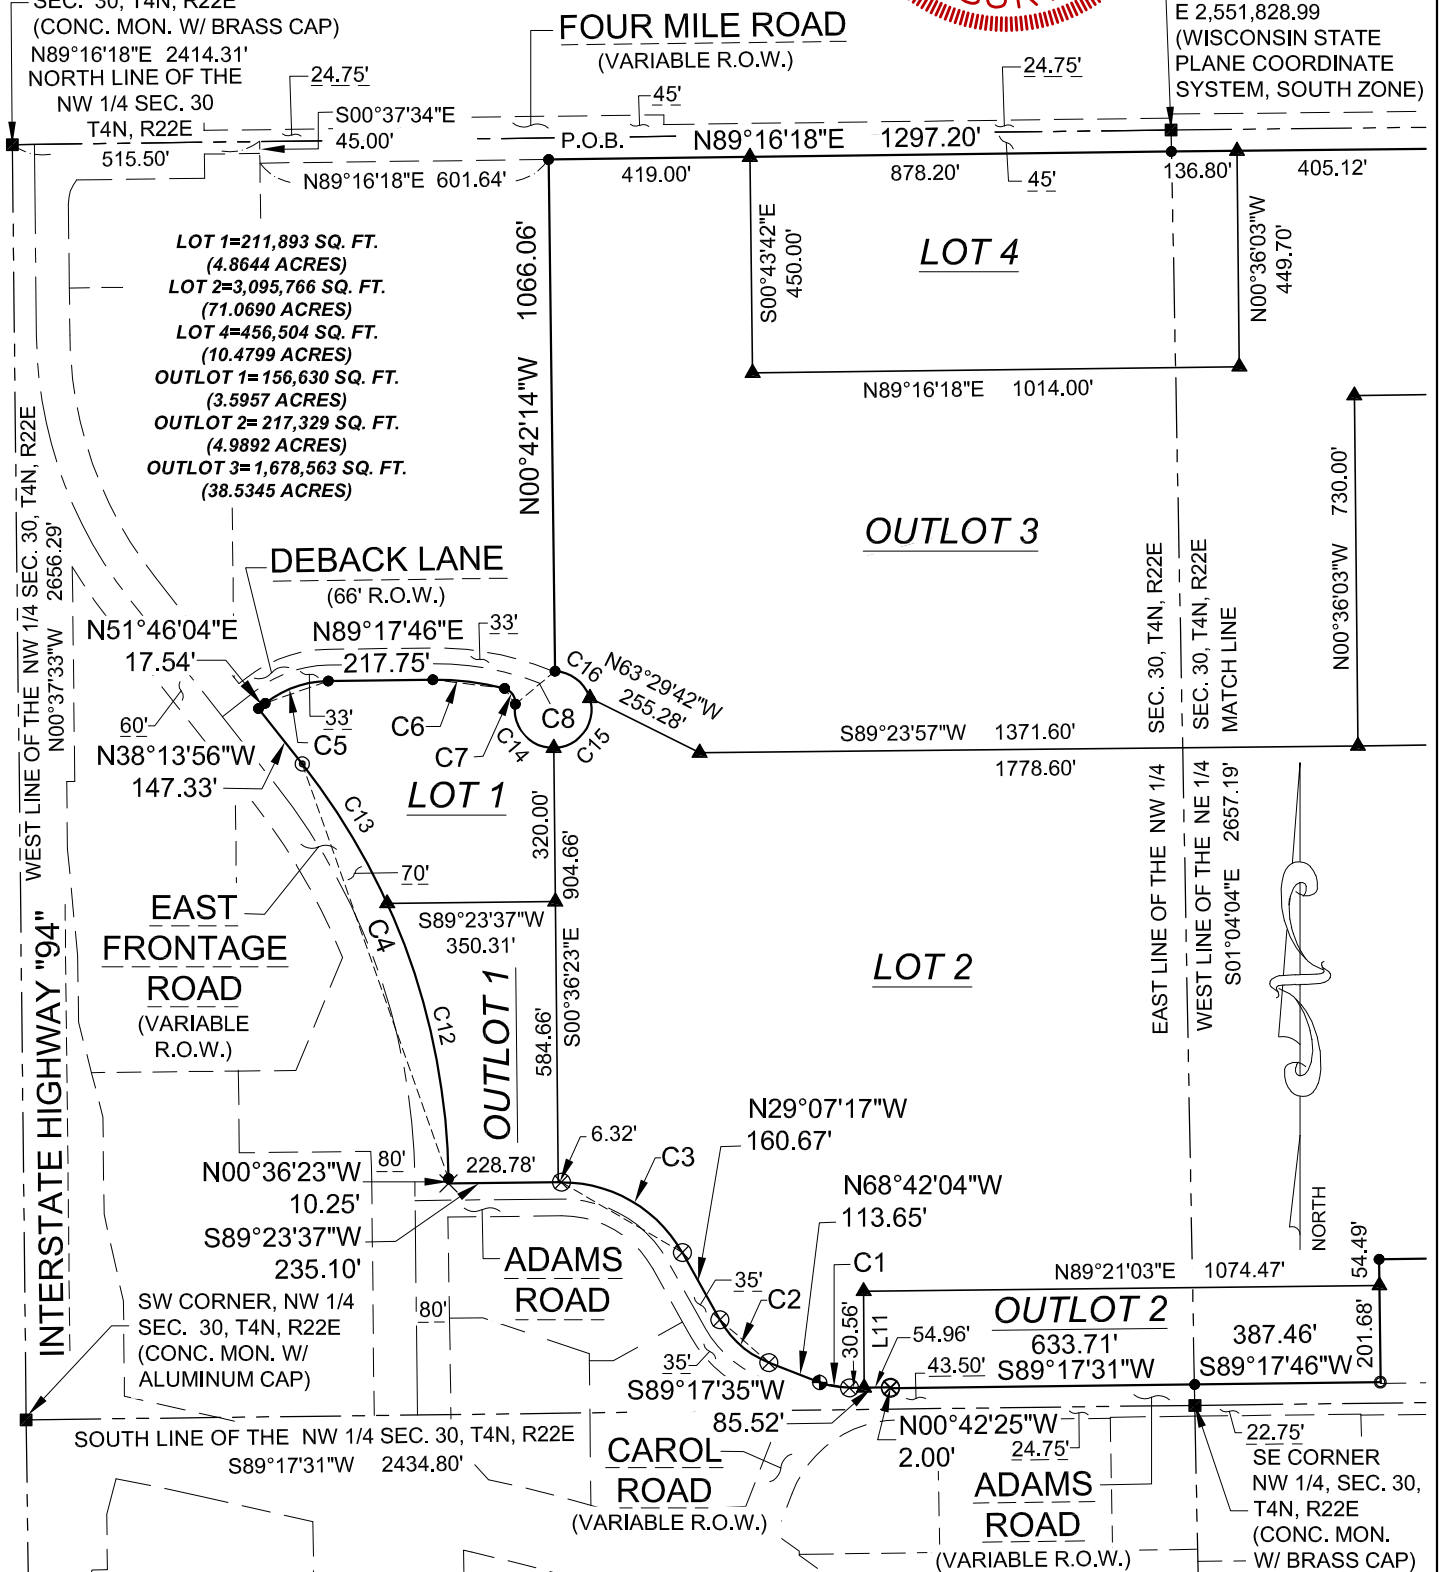 SEC. 30, T4N, R22E
(CONC. MON. W/ BRASS CAP)
N89°16'18"E 2414.31'
NORTH LINE OF THE
NW 1/4 SEC. 30
T4N, R22E
24.75'
FOUR MILE ROAD
(VARIABLE R.O.W.)
E 2,551,828.99
(WISCONSIN STATE
PLANE COORDINATE
SYSTEM, SOUTH ZONE)
24.75'
45'
S00°37'34"E
45.00'
P.O.B.
N89°16'18"E 1297.20'
515.50'
N89°16'18"E 601.64'
419.00'
878.20'
45'
136.80'
405.12'
LOT 1=211,893 SQ. FT.
(4.8644 ACRES)
LOT 2=3,095,766 SQ. FT.
(71.0690 ACRES)
LOT 4=456,504 SQ. FT.
(10.4799 ACRES)
OUTLOT 1=156,630 SQ. FT.
(3.5957 ACRES)
OUTLOT 2= 217,329 SQ. FT.
(4.9892 ACRES)
OUTLOT 3=1,678,563 SQ. FT.
(38.5345 ACRES)
N00°42'14"W 1066.06'
S00°43'42"E
450.00'
LOT 4
N00°36'03"W
449.70'
N89°16'18"E 1014.00'
WEST LINE OF THE NW 1/4 SEC. 30, T4N, R22E
N00°37'33"W 2656.29'
OUTLOT 3
N00°36'03"W 730.00'
DEBACK LANE
(66' R.O.W.)
N51°46'04"E
17.54'
N89°17'46"E
33'
217.75'
C16
N63°29'42"W
255.28'
60'
33'
N38°13'56"W
147.33'
C5
C6
C7
C8
C14
C15
S89°23'57"W 1371.60'
1778.60'
EAST LINE OF THE NW 1/4 SEC. 30, T4N, R22E
WEST LINE OF THE NE 1/4 SEC. 30, T4N, R22E
S01°04'04"E 2657.19'
MATCH LINE
LOT 1
C13
320.00'
904.66'
70'
S89°23'37"W
350.31'
EAST
FRONTAGE
ROAD
(VARIABLE
R.O.W.)
C4
C12
OUTLOT 1
584.66'
S00°36'23"E
LOT 2
INTERSTATE HIGHWAY "94"
N00°36'23"W
10.25'
80'
228.78'
6.32'
S89°23'37"W
235.10'
C3
N29°07'17"W
160.67'
N68°42'04"W
113.65'
NORTH
ADAMS
ROAD
80'
35'
C2
C1
35'
30.56'
L11
54.96'
43.50'
N89°21'03"E 1074.47'
54.49'
OUTLOT 2
633.71'
S89°17'31"W
387.46'
S89°17'46"W
201.68'
SW CORNER, NW 1/4
SEC. 30, T4N, R22E
(CONC. MON. W/
ALUMINUM CAP)
S89°17'35"W
85.52'
N00°42'25"W
2.00'
SOUTH LINE OF THE NW 1/4 SEC. 30, T4N, R22E
S89°17'31"W 2434.80'
CAROL
ROAD
(VARIABLE R.O.W.)
24.75'
ADAMS
ROAD
(VARIABLE R.O.W.)
22.75'
SE CORNER
NW 1/4, SEC. 30,
T4N, R22E
(CONC. MON.
W/ BRASS CAP)